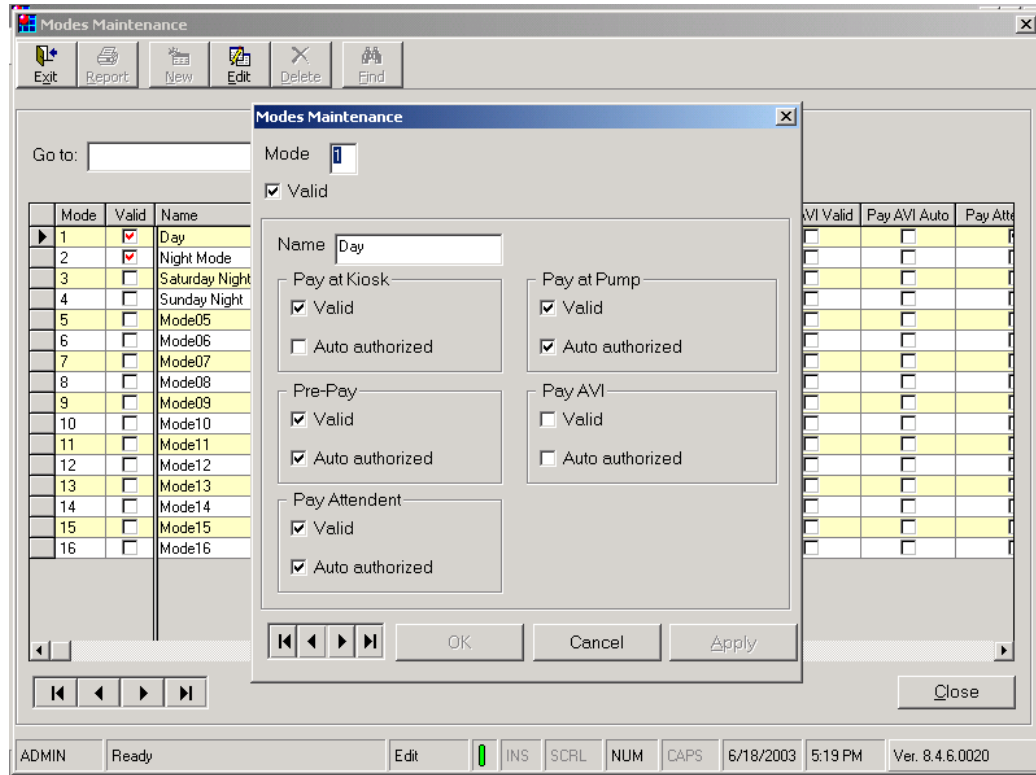 Modes Maintenance
Exit Report New Edit Delete Find
Modes Maintenance
Go to:
Mode 1
Valid
Mode Valid Name
AVI Valid Pay AVI Auto Pay Atte
1 Day
2 Night Mode
3 Saturday Night
4 Sunday Night
5 Mode05
6 Mode06
7 Mode07
8 Mode08
9 Mode09
10 Mode10
11 Mode11
12 Mode12
13 Mode13
14 Mode14
15 Mode15
16 Mode16
Name Day
Pay at Kiosk
Valid
Auto authorized
Pay at Pump
Valid
Auto authorized
Pre-Pay
Valid
Auto authorized
Pay AVI
Valid
Auto authorized
Pay Attendent
Valid
Auto authorized
OK Cancel Apply
Close
ADMIN Ready Edit INS SCRL NUM CAPS 6/18/2003 5:19 PM Ver. 8.4.6.0020